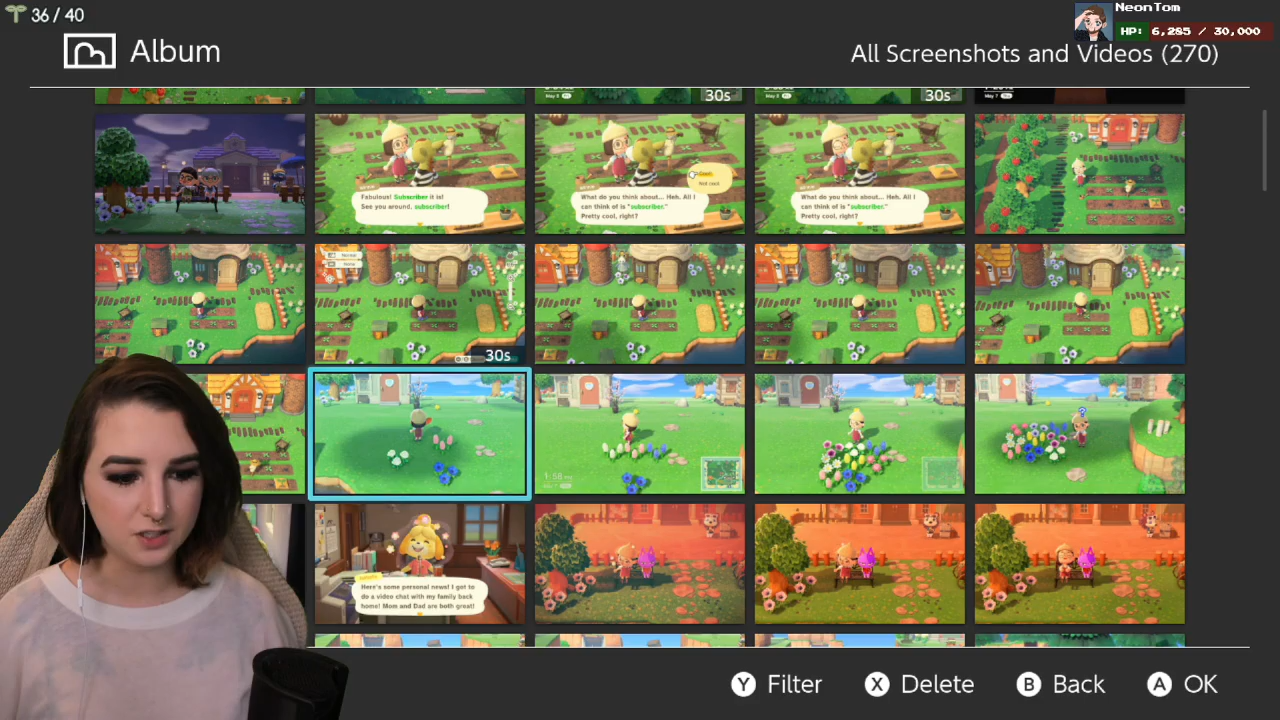 36 / 40
NeonTom
HP: 6,285 / 30,000
Album
All Screenshots and Videos (270)
30s
30s
Fabulous! Subscriber it is!
See you around, subscriber!
What do you think about... Heh. All I
can think of is "subscriber."
Pretty cool, right?
Not cool.
What do you think about... Heh. All I
can think of is "subscriber."
Pretty cool, right?
Normal
30s
Here's some personal news! I got to
do a video chat with my family back
home! Mom and Dad are both great!
Y Filter
X Delete
B Back
A OK